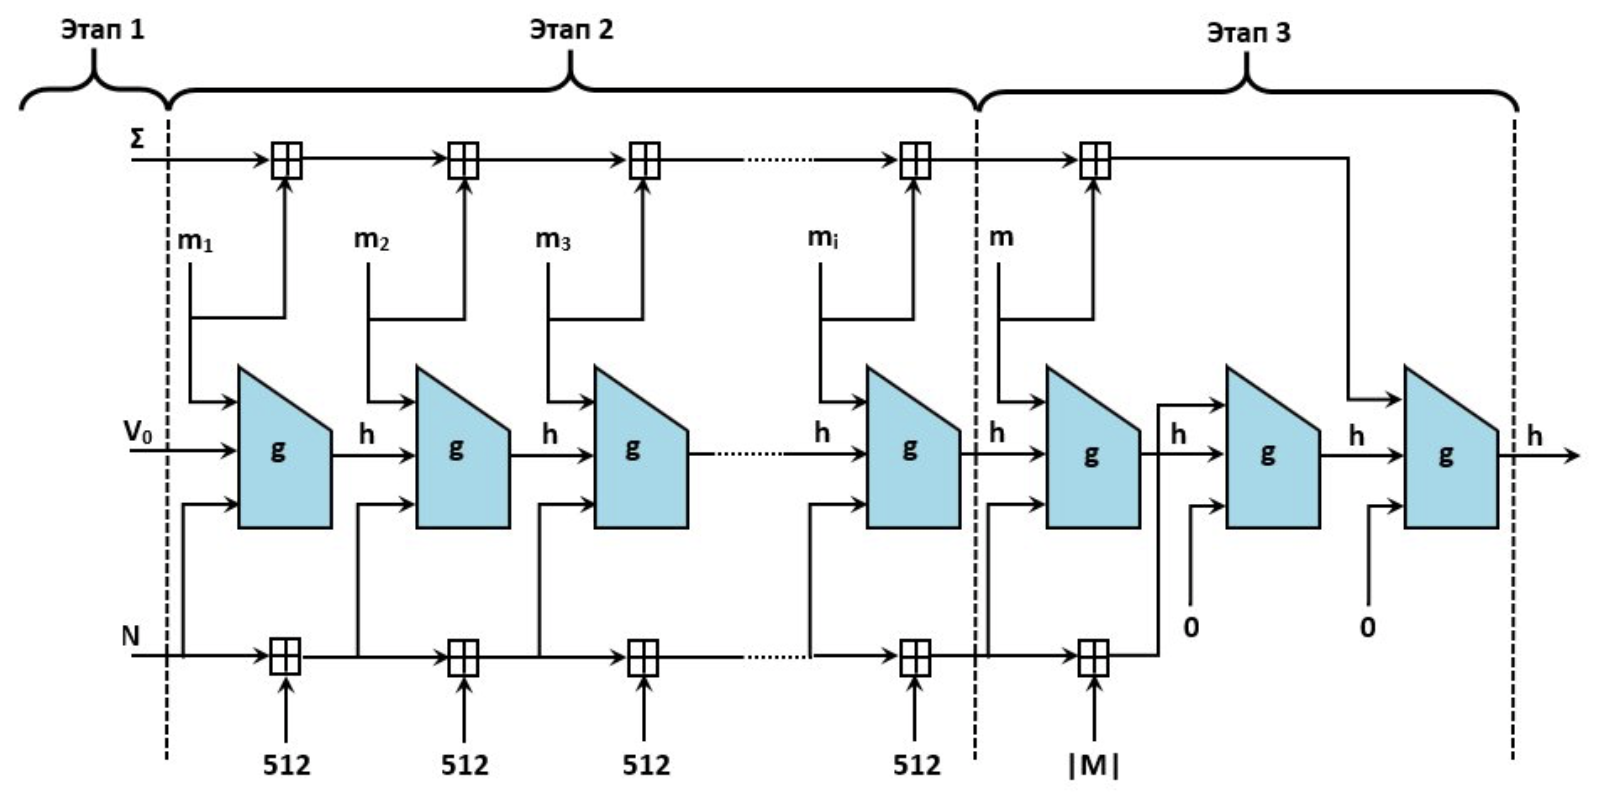 Этап 1 Этап 2 Этап 3
Σ
m₁ m₂ m₃ mᵢ m
V₀ g h g h g h g h g h g h g h
N
0 0
512 512 512 512 |M|